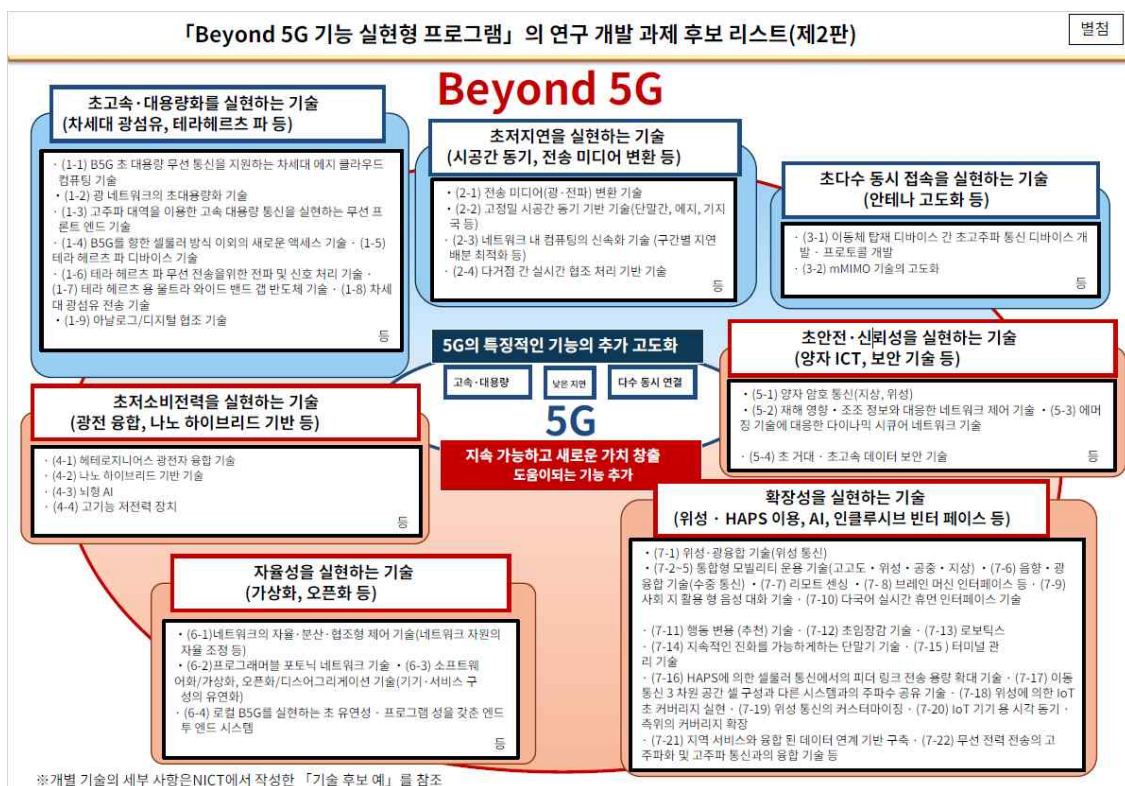 「Beyond 5G 기능 실현형 프로그램」의 연구 개발 과제 후보 리스트(제2판)
별첨
Beyond 5G
초고속·대용량화를 실현하는 기술
(차세대 광섬유, 테라헤르츠 파 등)
· (1-1) B5G 초 대용량 무선 통신을 지원하는 차세대 에지 클라우드
컴퓨팅 기술
· (1-2) 광 네트워크의 초대용량화 기술
· (1-3) 고주파 대역을 이용한 고속 대용량 통신을 실현하는 무선 프
론트 엔드 기술
· (1-4) B5G를 향한 셀룰러 방식 이외의 새로운 액세스 기술 · (1-5)
테라 헤르츠 파 디바이스 기술
· (1-6) 테라 헤르츠 파 무선 전송을위한 전파 및 신호 처리 기술 ·
(1-7) 테라 헤르츠 용 울트라 와이드 밴드 갭 반도체 기술 · (1-8) 차세
대 광섬유 전송 기술
· (1-9) 아날로그/디지털 협조 기술
등
초저지연을 실현하는 기술
(시공간 동기, 전송 미디어 변환 등)
· (2-1) 전송 미디어(광·전파) 변환 기술
· (2-2) 고정밀 시공간 동기 기반 기술(단말간, 에지, 기지
국 등)
· (2-3) 네트워크 내 컴퓨팅의 신속화 기술 (구간별 지연
배분 최적화 등)
· (2-4) 다거점 간 실시간 협조 처리 기반 기술
등
초다수 동시 접속을 실현하는 기술
(안테나 고도화 등)
· (3-1) 이동체 탑재 디바이스 간 초고주파 통신 디바이스 개
발 · 프로토콜 개발
· (3-2) mMIMO 기술의 고도화
등
5G의 특징적인 기능의 추가 고도화
고속·대용량
낮은 지연
다수 동시 연결
5G
지속 가능하고 새로운 가치 창출
도움이되는 기능 추가
초저소비전력을 실현하는 기술
(광전 융합, 나노 하이브리드 기반 등)
· (4-1) 헤테로지니어스 광전자 융합 기술
· (4-2) 나노 하이브리드 기반 기술
· (4-3) 뇌형 AI
· (4-4) 고기능 저전력 장치
등
초안전·신뢰성을 실현하는 기술
(양자 ICT, 보안 기술 등)
• (5-1) 양자 암호 통신(지상, 위성)
• (5-2) 재해 영향・조조 정보와 대응한 네트워크 제어 기술 • (5-3) 에머
징 기술에 대응한 다이나믹 시큐어 네트워크 기술
· (5-4) 초 거대 · 초고속 데이터 보안 기술
등
자율성을 실현하는 기술
(가상화, 오픈화 등)
• (6-1)네트워크의 자율·분산·협조형 제어 기술(네트워크 자원의
자율 조정 등)
• (6-2)프로그래머블 포토닉 네트워크 기술 • (6-3) 소프트웨
어화/가상화, 오픈화/디스어그리게이션 기술(기기·서비스 구
성의 유연화)
· (6-4) 로컬 B5G를 실현하는 초 유연성 · 프로그램 성을 갖춘 엔드
투 엔드 시스템
등
확장성을 실현하는 기술
(위성 · HAPS 이용, AI, 인클루시브 빈터 페이스 등)
• (7-1) 위성·광융합 기술(위성 통신)
• (7-2~5) 통합형 모빌리티 운용 기술(고고도・위성・공중・지상) • (7-6) 음향・광
융합 기술(수중 통신) • (7-7) 리모트 센싱 • (7- 8) 브레인 머신 인터페이스 등 · (7-9)
사회 지 활용 형 음성 대화 기술 · (7-10) 다국어 실시간 휴먼 인터페이스 기술
· (7-11) 행동 변용 (추천) 기술 · (7-12) 초임장감 기술 · (7-13) 로보틱스
· (7-14) 지속적인 진화를 가능하게하는 단말기 기술 · (7-15 ) 터미널 관
리 기술
· (7-16) HAPS에 의한 셀룰러 통신에서의 피더 링크 전송 용량 확대 기술 · (7-17) 이동
통신 3 차원 공간 셀 구성과 다른 시스템과의 주파수 공유 기술 · (7-18) 위성에 의한 IoT
초 커버리지 실현 · (7-19) 위성 통신의 커스터마이징 · (7-20) IoT 기기 용 시각 동기 ·
측위의 커버리지 확장
· (7-21) 지역 서비스와 융합 된 데이터 연계 기반 구축 · (7-22) 무선 전력 전송의 고
주파화 및 고주파 통신과의 융합 기술 등
※개별 기술의 세부 사항은NICT에서 작성한 「기술 후보 예」를 참조